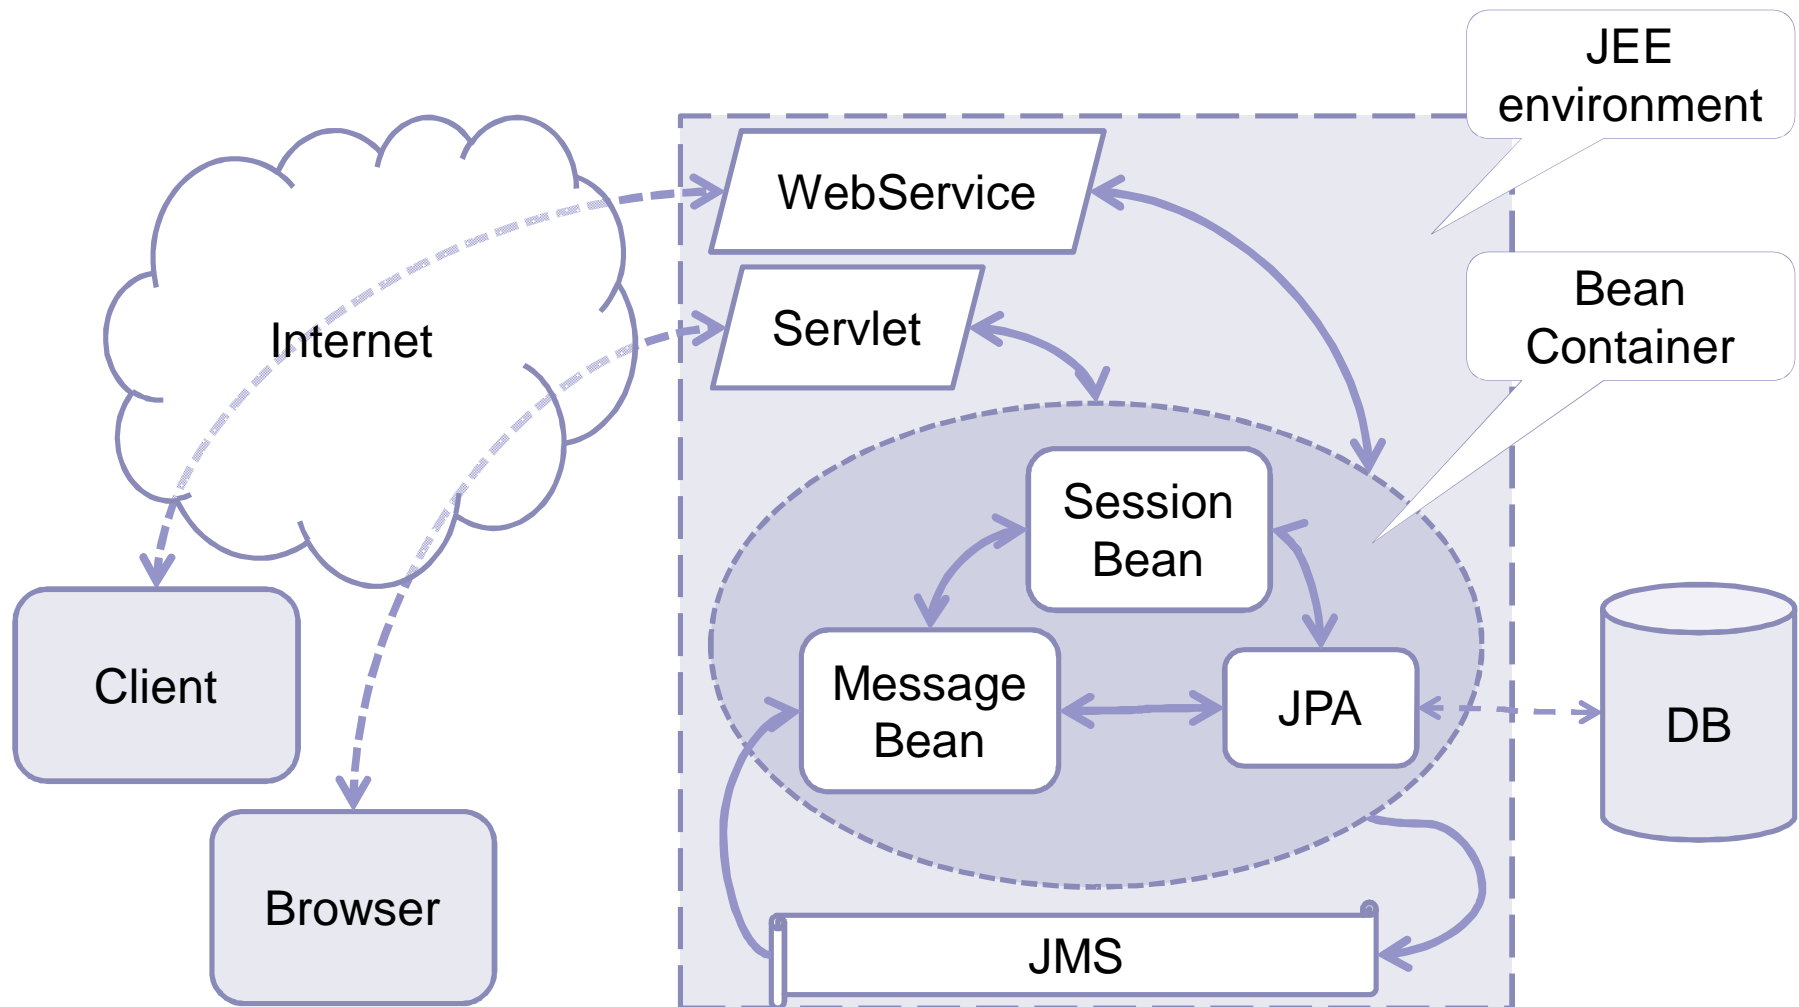 JEE
environment
WebService
Servlet
Internet
Bean
Container
Session
Bean
Client
Message
Bean
JPA
DB
Browser
JMS